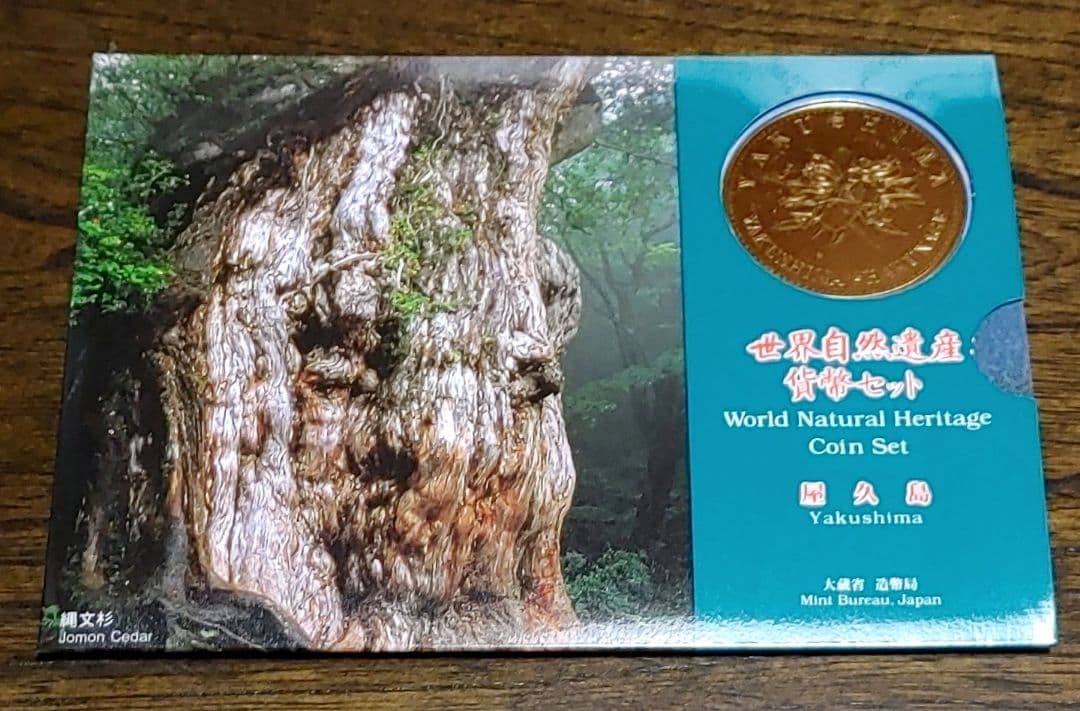 YAKUSHIMA
世界自然遺産
貨幣セット
World Natural Heritage
Coin Set
屋久島
Yakushima
大蔵省 造幣局
Mint Bureau, Japan
縄文杉
Jomon Cedar